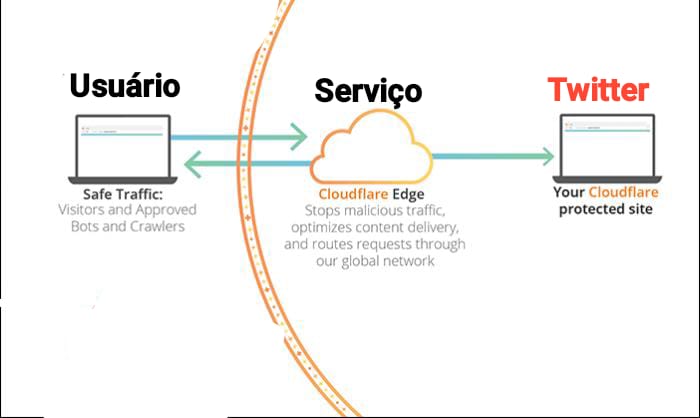 Usuário
Serviço
Twitter
Safe Traffic:
Visitors and Approved
Bots and Crawlers
Cloudflare Edge
Stops malicious traffic,
optimizes content delivery,
and routes requests through
our global network
Your Cloudflare
protected site